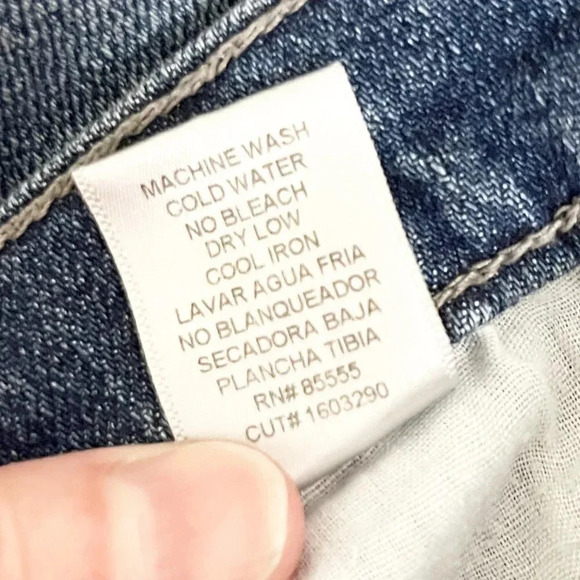 MACHINE WASH
COLD WATER
NO BLEACH
DRY LOW
COOL IRON
LAVAR AGUA FRIA
NO BLANQUEADOR
SECADORA BAJA
PLANCHA TIBIA
RN# 85555
CUT# 1603290